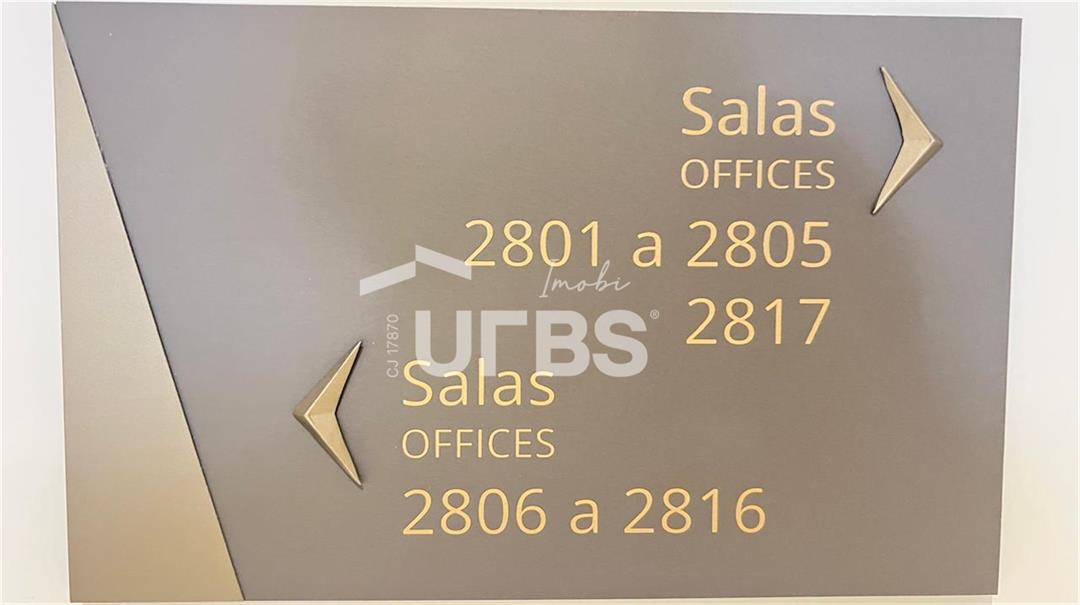 Salas
OFFICES
2801 a 2805
2817
Imobi
CJ 17870
URBS®
Salas
OFFICES
2806 a 2816